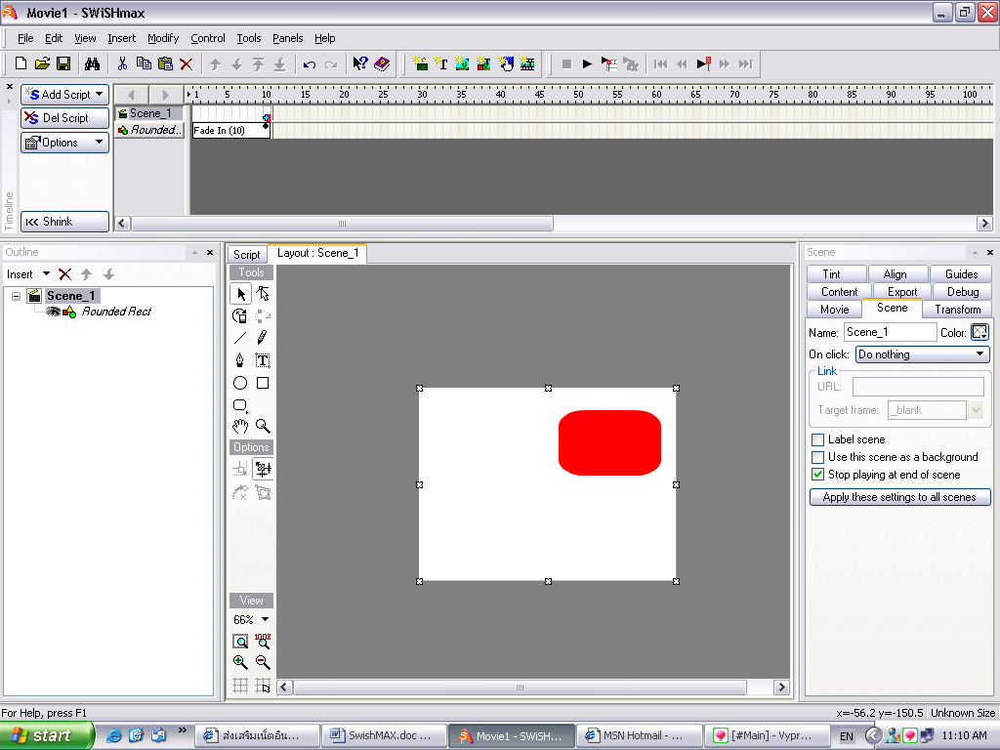 Movie1 - SWiSHmax
File Edit View Insert Modify Control Tools Panels Help
Add Script
1 5 10 15 20 25 30 35 40 45 50 55 60 65 70 75 80 85 90 95 100
Scene_1
Del Script
Rounded... Fade In (10)
Options
Timeline
Shrink
Outline
Insert
Scene_1
Rounded Rect
Script Layout : Scene_1
Tools
Options
View
66%
100%
Scene
Tint Align Guides
Content Export Debug
Movie Scene Transform
Name: Scene_1 Color:
On click: Do nothing
Link
URL:
Target frame: _blank
Label scene
Use this scene as a background
Stop playing at end of scene
Apply these settings to all scenes
For Help, press F1 x=-56.2 y=-150.5 Unknown Size
start ส่งเสริมเน็ตอิน... SwishMAX.doc ... Movie1 - SWiSH... MSN Hotmail - ... [#Main] - Vypr... EN 11:10 AM